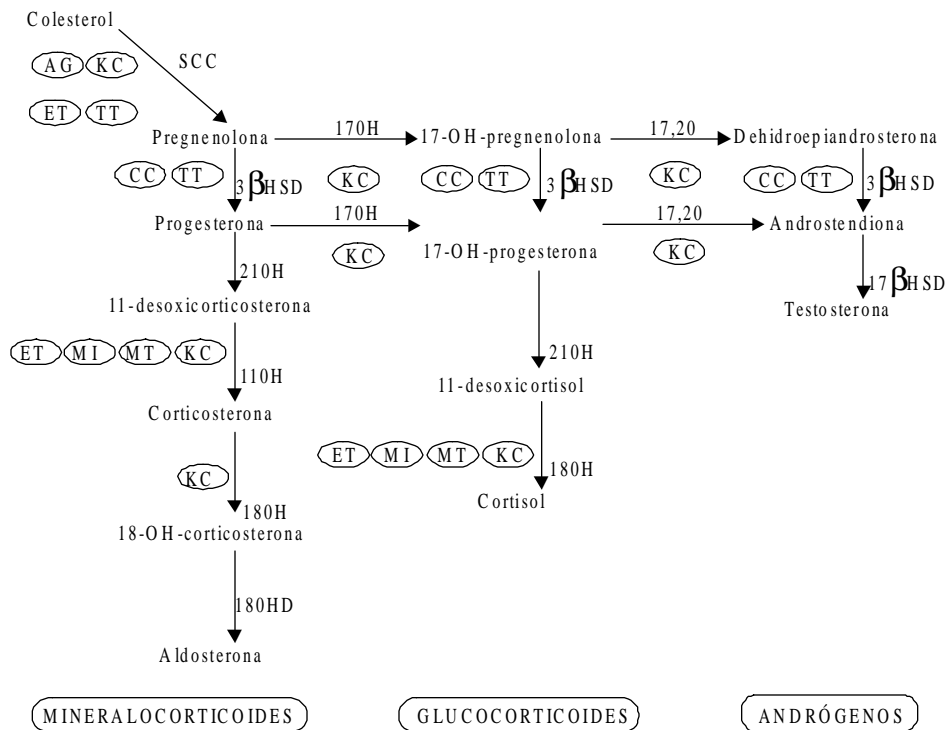 Colesterol
SCC
AG KC
ET TT
Pregnenolona 170H 17-OH-pregnenolona 17,20 Dehidroepiandrosterona
CC TT 3βHSD KC CC TT 3βHSD KC CC TT 3βHSD
Progesterona 170H 17-OH-progesterona 17,20 Androstendiona
KC KC
210H 17βHSD
11-desoxicorticosterona Testosterona
ET MI MT KC 210H
110H 11-desoxicortisol
Corticosterona
ET MI MT KC 180H
KC Cortisol
180H
18-OH-corticosterona
180HD
Aldosterona
MINERALOCORTICOIDES GLUCOCORTICOIDES ANDRÓGENOS